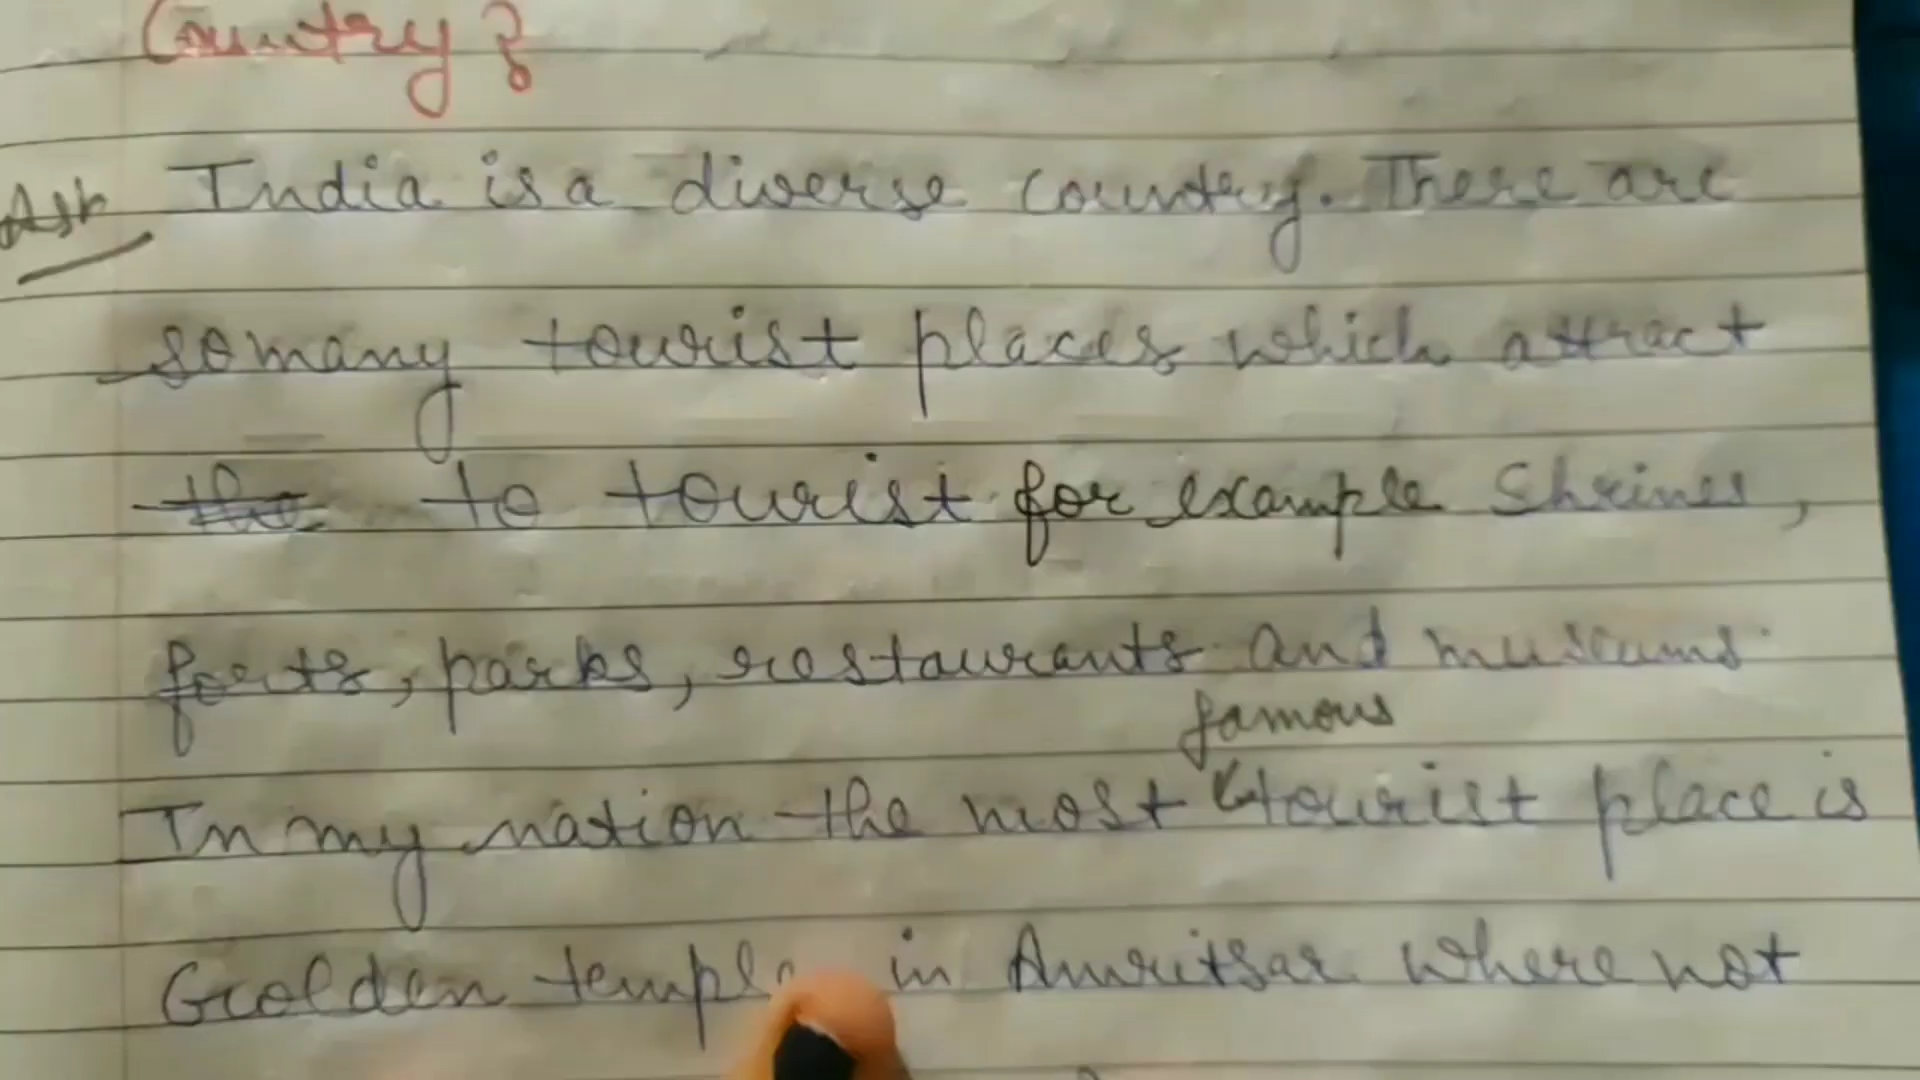 Country?
Ans India is a diverse country. There are
so many tourist places which attract
the to tourist for example Shrines,
forts, parks, restaurants and museums.
famous
In my nation the most tourist place is
Golden temple in Amritsar where not